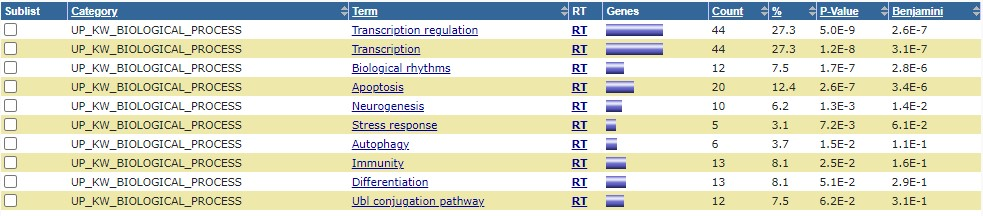 Sublist Category Term RT Genes Count % P-Value Benjamini
UP_KW_BIOLOGICAL_PROCESS Transcription regulation RT 44 27.3 5.0E-9 2.6E-7
UP_KW_BIOLOGICAL_PROCESS Transcription RT 44 27.3 1.2E-8 3.1E-7
UP_KW_BIOLOGICAL_PROCESS Biological rhythms RT 12 7.5 1.7E-7 2.8E-6
UP_KW_BIOLOGICAL_PROCESS Apoptosis RT 20 12.4 2.6E-7 3.4E-6
UP_KW_BIOLOGICAL_PROCESS Neurogenesis RT 10 6.2 1.3E-3 1.4E-2
UP_KW_BIOLOGICAL_PROCESS Stress response RT 5 3.1 7.2E-3 6.1E-2
UP_KW_BIOLOGICAL_PROCESS Autophagy RT 6 3.7 1.5E-2 1.1E-1
UP_KW_BIOLOGICAL_PROCESS Immunity RT 13 8.1 2.5E-2 1.6E-1
UP_KW_BIOLOGICAL_PROCESS Differentiation RT 13 8.1 5.1E-2 2.9E-1
UP_KW_BIOLOGICAL_PROCESS Ubl conjugation pathway RT 12 7.5 6.2E-2 3.1E-1